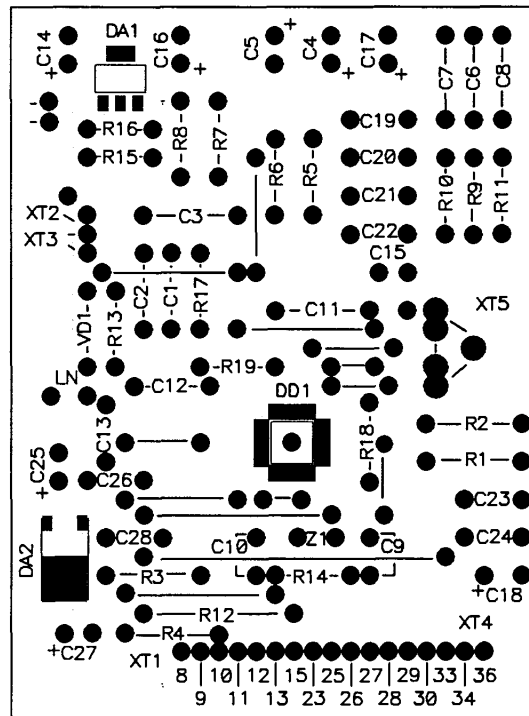 C14 DA1 C16 C5 C4 C17 C7 C6 C8
+ + + +
R16 R8 R7 C19
R15 R6 R5 C20 R10 R9 R11
C21
XT2 C3 C22
XT3 C15
C2 C1 R17
VD1 R13 C11 XT5
R19
LN C12 DD1
C13 R18 R2
C25 R1
+ C26 C23
DA2 C28 C10 Z1 C9 C24
R3 R14 +C18
R12
+C27 R4 XT4
XT1 8 10 12 15 25 27 29 33 36
9 11 13 23 26 28 30 34